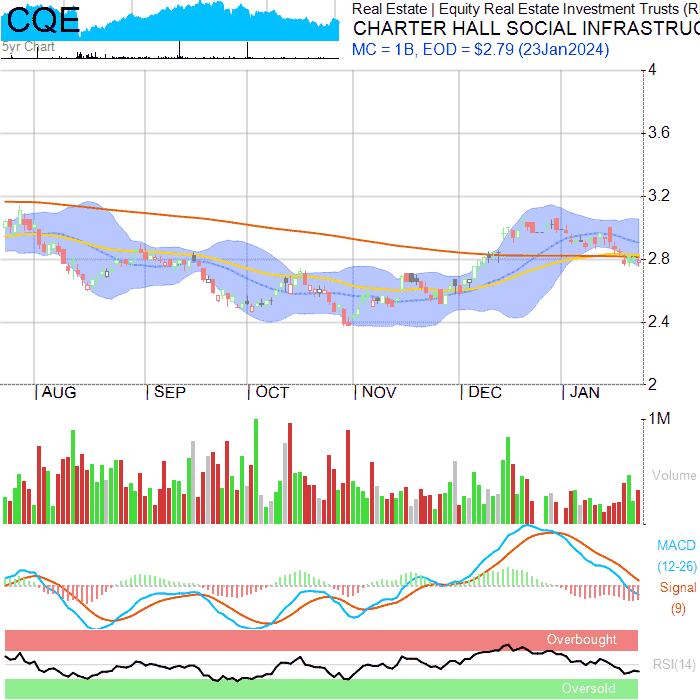 CQE
5yr Chart
Real Estate | Equity Real Estate Investment Trusts (R
CHARTER HALL SOCIAL INFRASTRUC
MC = 1B, EOD = $2.79 (23Jan2024)
4
3.6
3.2
2.8
2.4
2
AUG
SEP
OCT
NOV
DEC
JAN
1M
Volume
MACD
(12-26)
Signal
(9)
Overbought
RSI(14)
Oversold